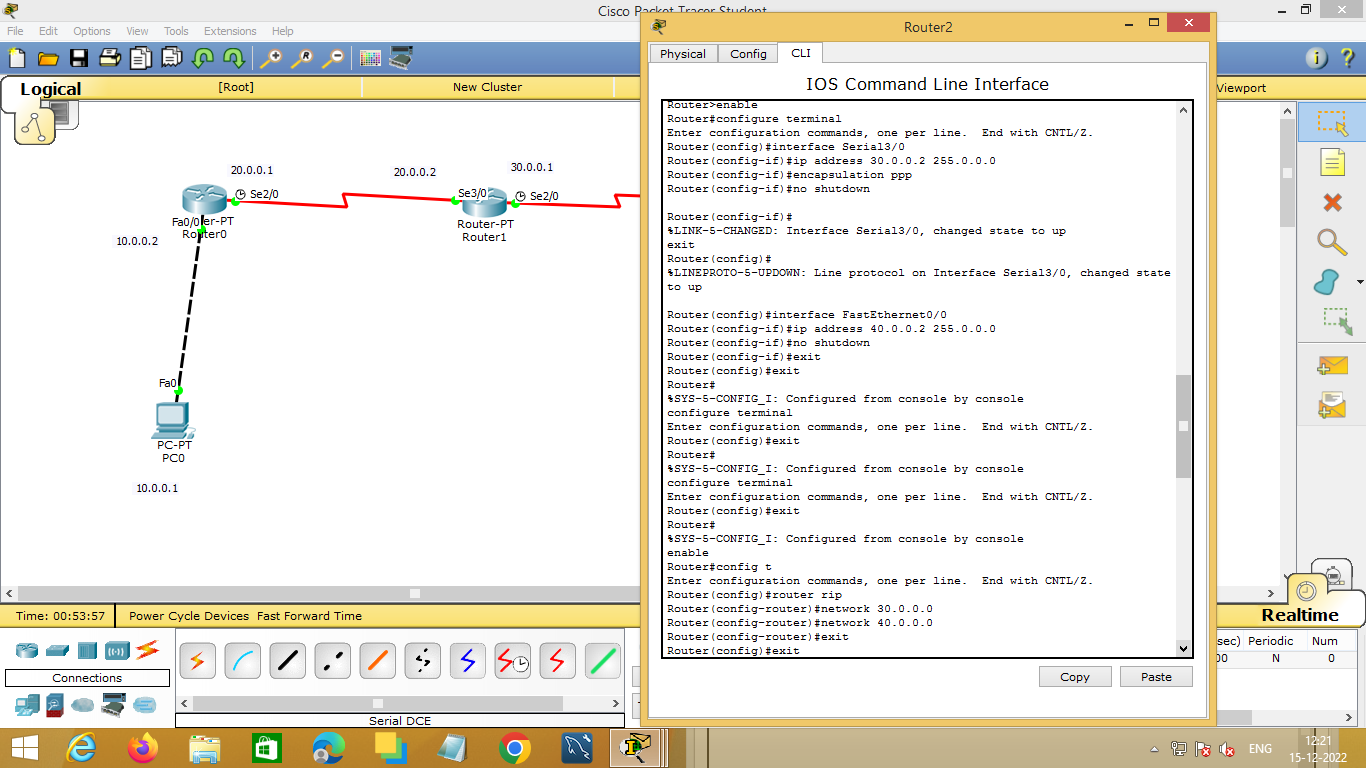 Cisco Packet Tracer Student
File Edit Options View Tools Extensions Help
Logical
[Root]
New Cluster
Viewport
20.0.0.1
20.0.0.2
30.0.0.1
Se2/0
Se3/0
Se2/0
Fa0/0
Router0
10.0.0.2
Router-PT
Router1
Fa0
PC-PT
PC0
10.0.0.1
Router2
Physical Config CLI
IOS Command Line Interface
Router>enable
Router#configure terminal
Enter configuration commands, one per line.  End with CNTL/Z.
Router(config)#interface Serial3/0
Router(config-if)#ip address 30.0.0.2 255.0.0.0
Router(config-if)#encapsulation ppp
Router(config-if)#no shutdown
Router(config-if)#
%LINK-5-CHANGED: Interface Serial3/0, changed state to up
exit
Router(config)#
%LINEPROTO-5-UPDOWN: Line protocol on Interface Serial3/0, changed state
to up
Router(config)#interface FastEthernet0/0
Router(config-if)#ip address 40.0.0.2 255.0.0.0
Router(config-if)#no shutdown
Router(config-if)#exit
Router(config)#exit
Router#
%SYS-5-CONFIG_I: Configured from console by console
configure terminal
Enter configuration commands, one per line.  End with CNTL/Z.
Router(config)#exit
Router#
%SYS-5-CONFIG_I: Configured from console by console
configure terminal
Enter configuration commands, one per line.  End with CNTL/Z.
Router(config)#exit
Router#
%SYS-5-CONFIG_I: Configured from console by console
enable
Router#config t
Enter configuration commands, one per line.  End with CNTL/Z.
Router(config)#router rip
Router(config-router)#network 30.0.0.0
Router(config-router)#network 40.0.0.0
Router(config-router)#exit
Router(config)#exit
Copy Paste
Time: 00:53:57
Power Cycle Devices Fast Forward Time
Realtime
Connections
Serial DCE
sec) Periodic Num
00 N 0
ENG
12:21
15-12-2022